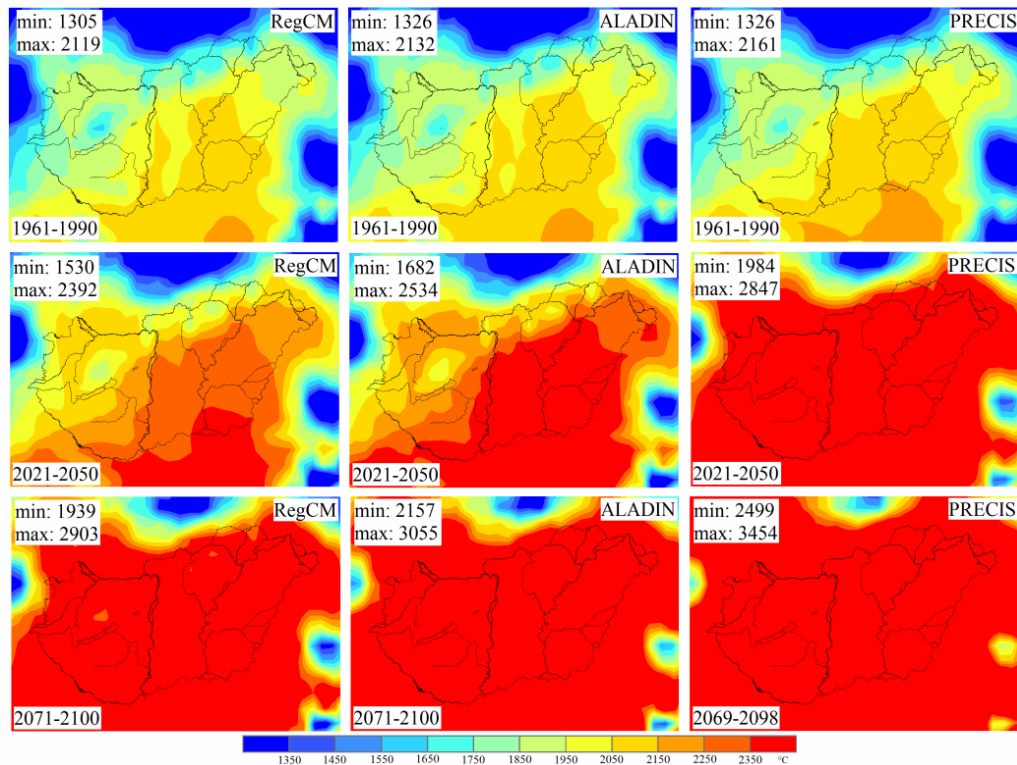 min: 1305
max: 2119
RegCM
1961-1990
min: 1326
max: 2132
ALADIN
1961-1990
min: 1326
max: 2161
PRECIS
1961-1990
min: 1530
max: 2392
RegCM
2021-2050
min: 1682
max: 2534
ALADIN
2021-2050
min: 1984
max: 2847
PRECIS
2021-2050
min: 1939
max: 2903
RegCM
2071-2100
min: 2157
max: 3055
ALADIN
2071-2100
min: 2499
max: 3454
PRECIS
2069-2098
1350 1450 1550 1650 1750 1850 1950 2050 2150 2250 2350 °C